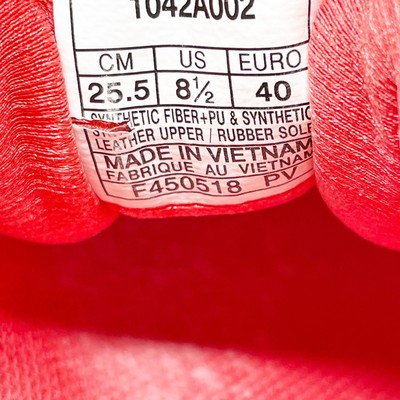 1042A002
CM US EURO
25.5 8½ 40
SYNTHETIC FIBER+PU & SYNTHETIC
LEATHER UPPER / RUBBER SOLE
MADE IN VIETNAM
FABRIQUE AU VIETNAM
F450518 PV